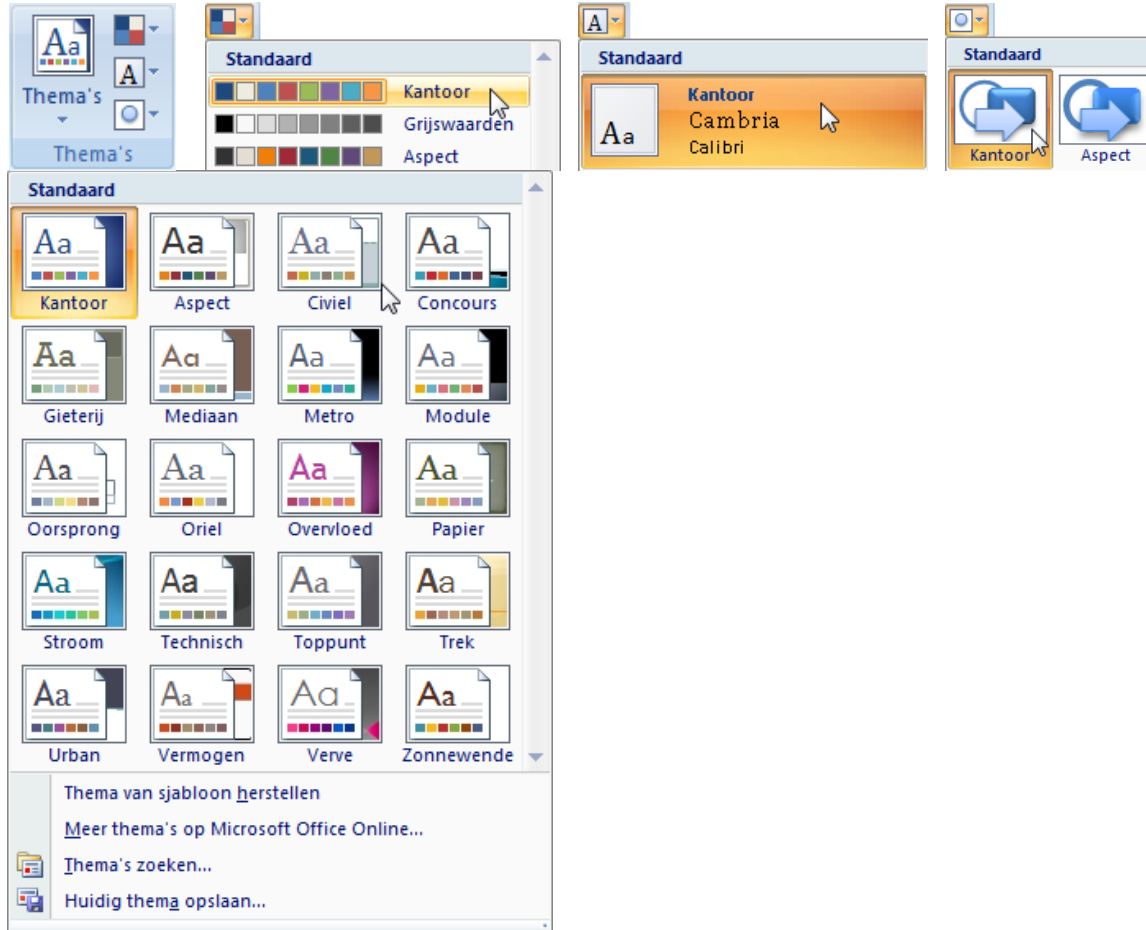 Aa
A
Thema's
Thema's
Standaard
Kantoor
Grijswaarden
Aspect
A
Standaard
Aa
Kantoor
Cambria
Calibri
Standaard
Kantoor
Aspect
Standaard
Aa Aa Aa Aa
Kantoor Aspect Civiel Concours
Aa Aa Aa Aa
Gieterij Mediaan Metro Module
Aa Aa Aa Aa
Oorsprong Oriel Overvloed Papier
Aa Aa Aa Aa
Stroom Technisch Toppunt Trek
Aa Aa Aa Aa
Urban Vermogen Verve Zonnewende
Thema van sjabloon herstellen
Meer thema's op Microsoft Office Online...
Thema's zoeken...
Huidig thema opslaan...